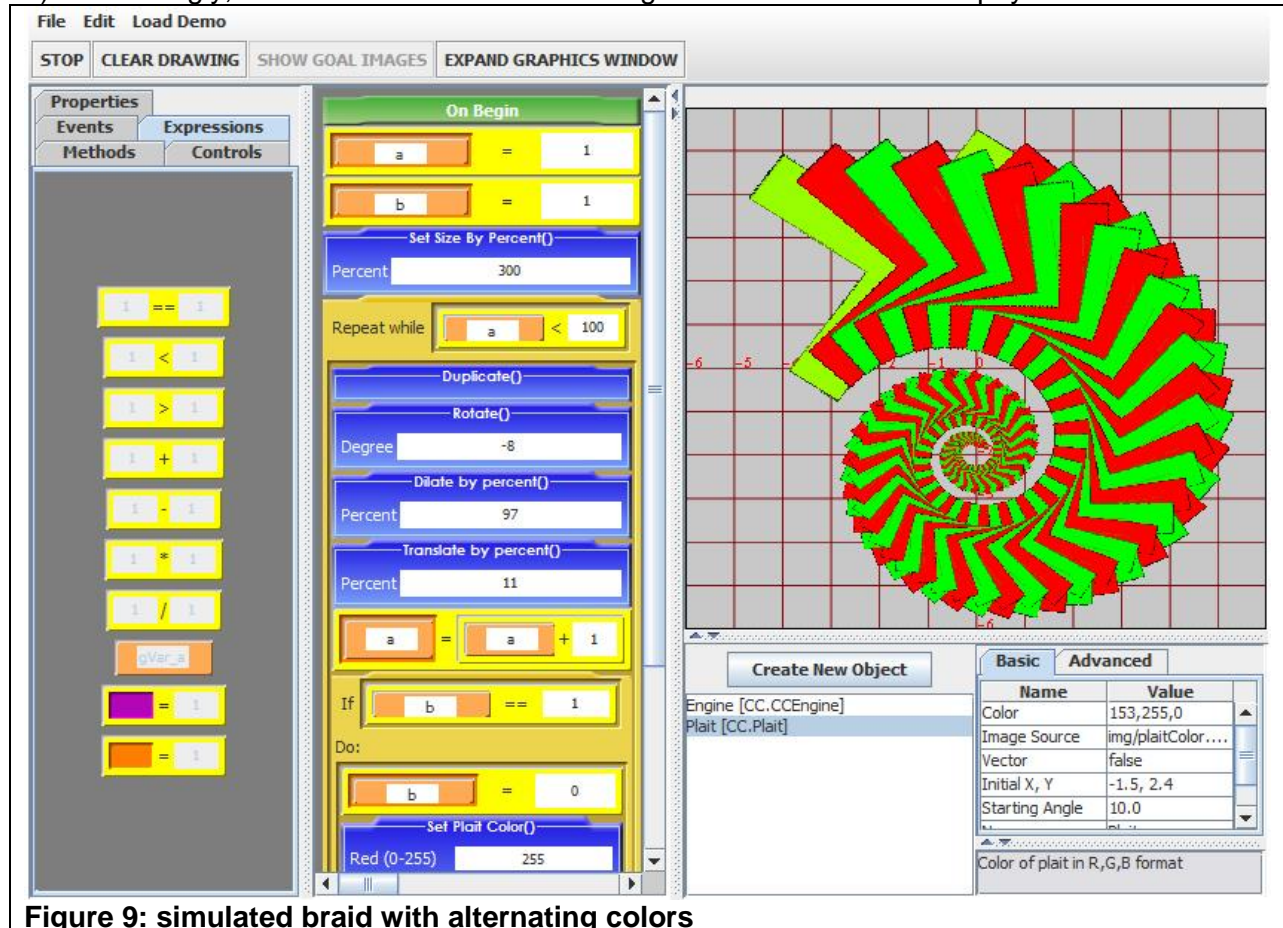 File Edit Load Demo
STOP CLEAR DRAWING SHOW GOAL IMAGES EXPAND GRAPHICS WINDOW
Properties
Events Expressions
Methods Controls
1 == 1
1 < 1
1 > 1
1 + 1
1 - 1
1 * 1
1 / 1
gVar_a
= 1
= 1
On Begin
a = 1
b = 1
Set Size By Percent()
Percent 300
Repeat while a < 100
Duplicate()
Rotate()
Degree -8
Dilate by percent()
Percent 97
Translate by percent()
Percent 11
a = a + 1
If b == 1
Do:
b = 0
Set Plait Color()
Red (0-255) 255
-6 -5 -2 -1 0
-6
Create New Object
Engine [CC.CCEngine]
Plait [CC.Plait]
Basic Advanced
Name Value
Color 153,255,0
Image Source img/plaitColor....
Vector false
Initial X, Y -1.5, 2.4
Starting Angle 10.0
Color of plait in R,G,B format
Figure 9: simulated braid with alternating colors